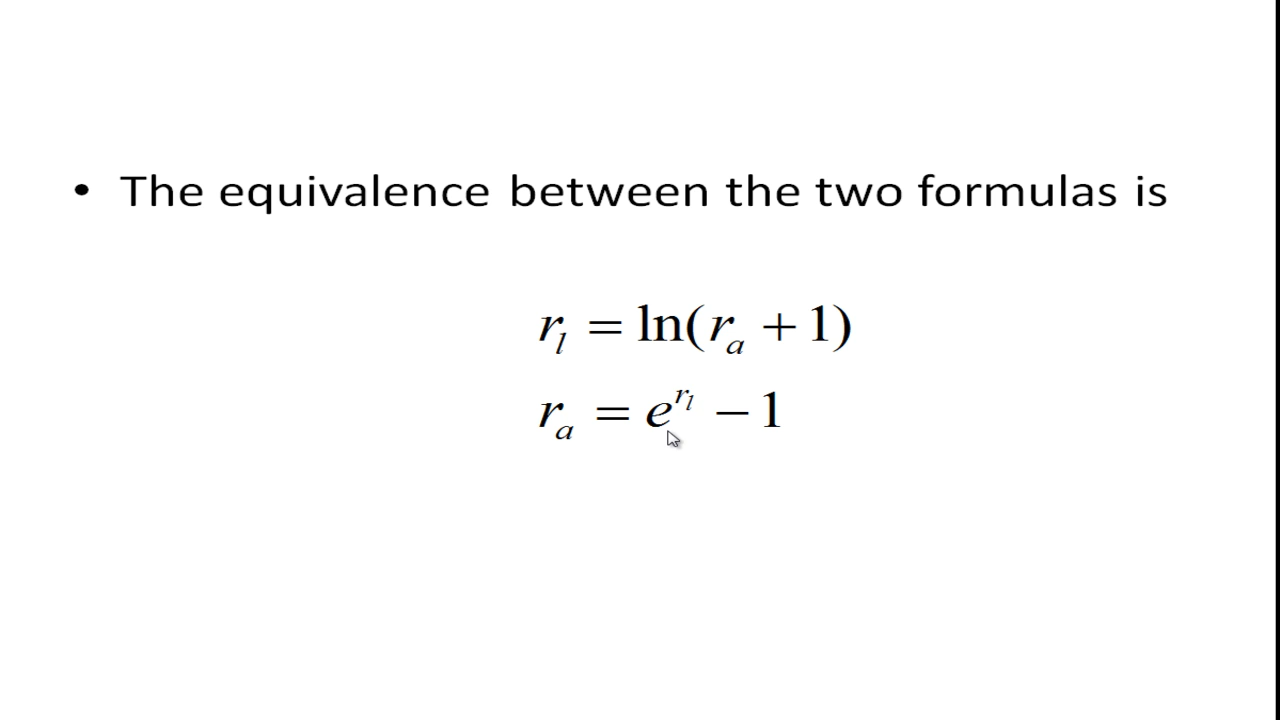 • The equivalence between the two formulas is
r_l = ln(r_a + 1)
r_a = e^{r_l} − 1